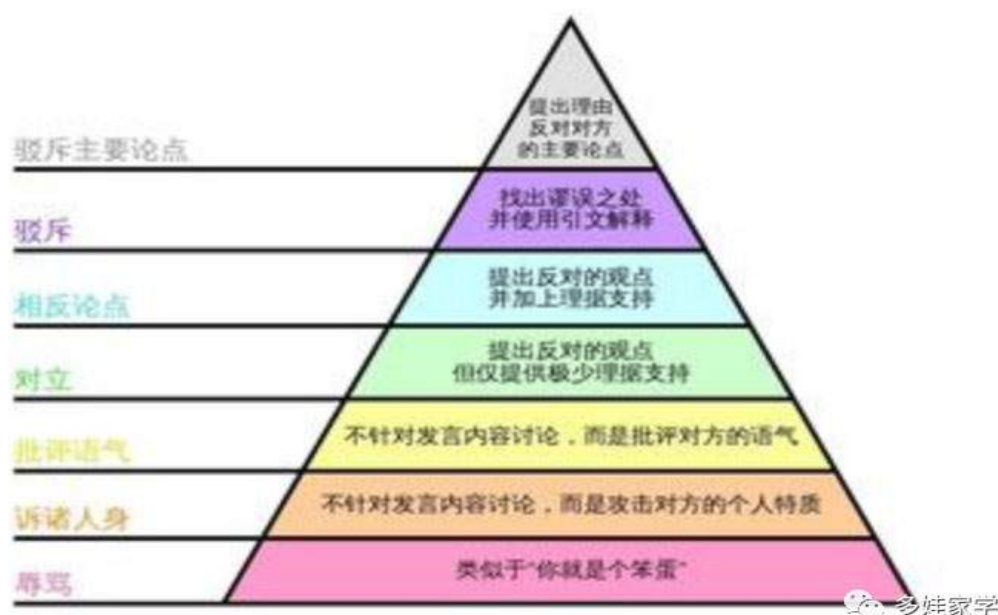 提出理由
反对对方
的主要论点
驳斥主要论点
找出谬误之处
并使用引文解释
驳斥
提出反对的观点
并加上理据支持
相反论点
提出反对的观点
但仅提供极少理据支持
对立
不针对发言内容讨论，而是批评对方的语气
批评语气
不针对发言内容讨论，而是攻击对方的个人特质
诉诸人身
类似于“你就是个笨蛋”
辱骂
多娃家学